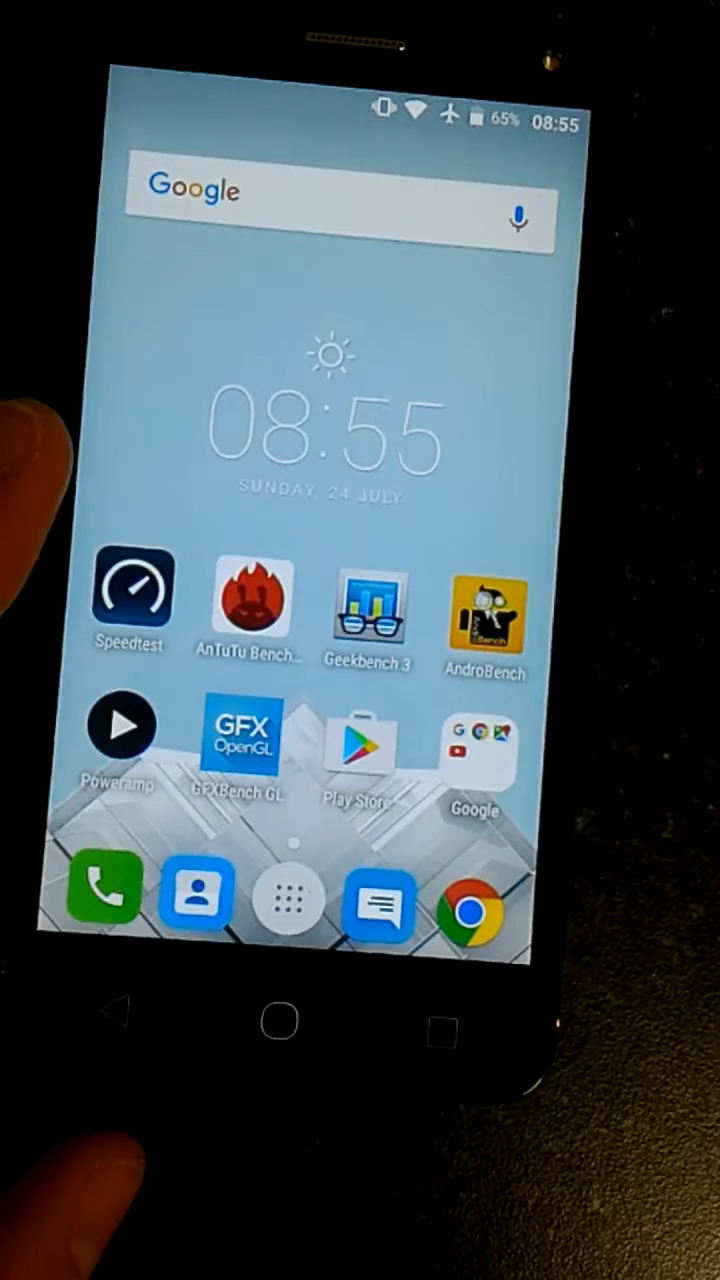 65% 08:55
Google
08:55
SUNDAY, 24 JULY
Speedtest
AnTuTu Bench...
Geekbench 3
AndroBench
Bench
GFX
OpenGL
Poweramp
GFXBench GL
Play Store
Google